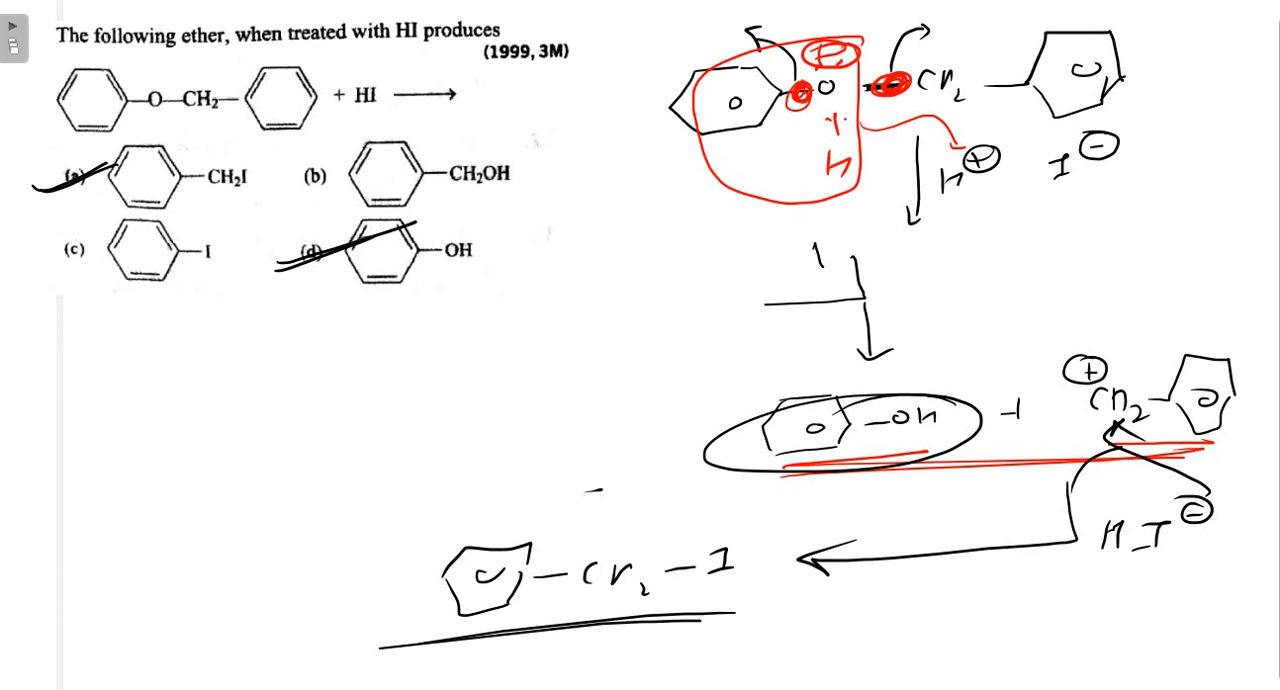 The following ether, when treated with HI produces
(1999, 3M)
O—CH₂— + HI ⟶
(a) —CH₂I (b) —CH₂OH
(c) —I (d) —OH
O CH₂
H⊕ I⊖
—OH + ⊕CH₂—
H I⊖
—CH₂—I